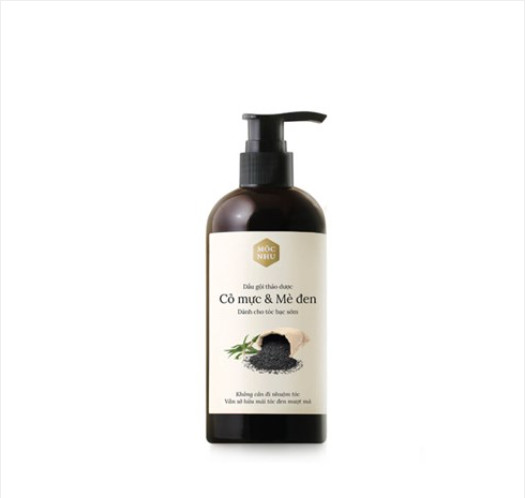 MỘC
NHU
Dầu gội thảo dược
Cỏ mực & Mè đen
Dành cho tóc bạc sớm
Không cần đi nhuộm tóc
Vẫn sở hữu mái tóc đen mượt mà